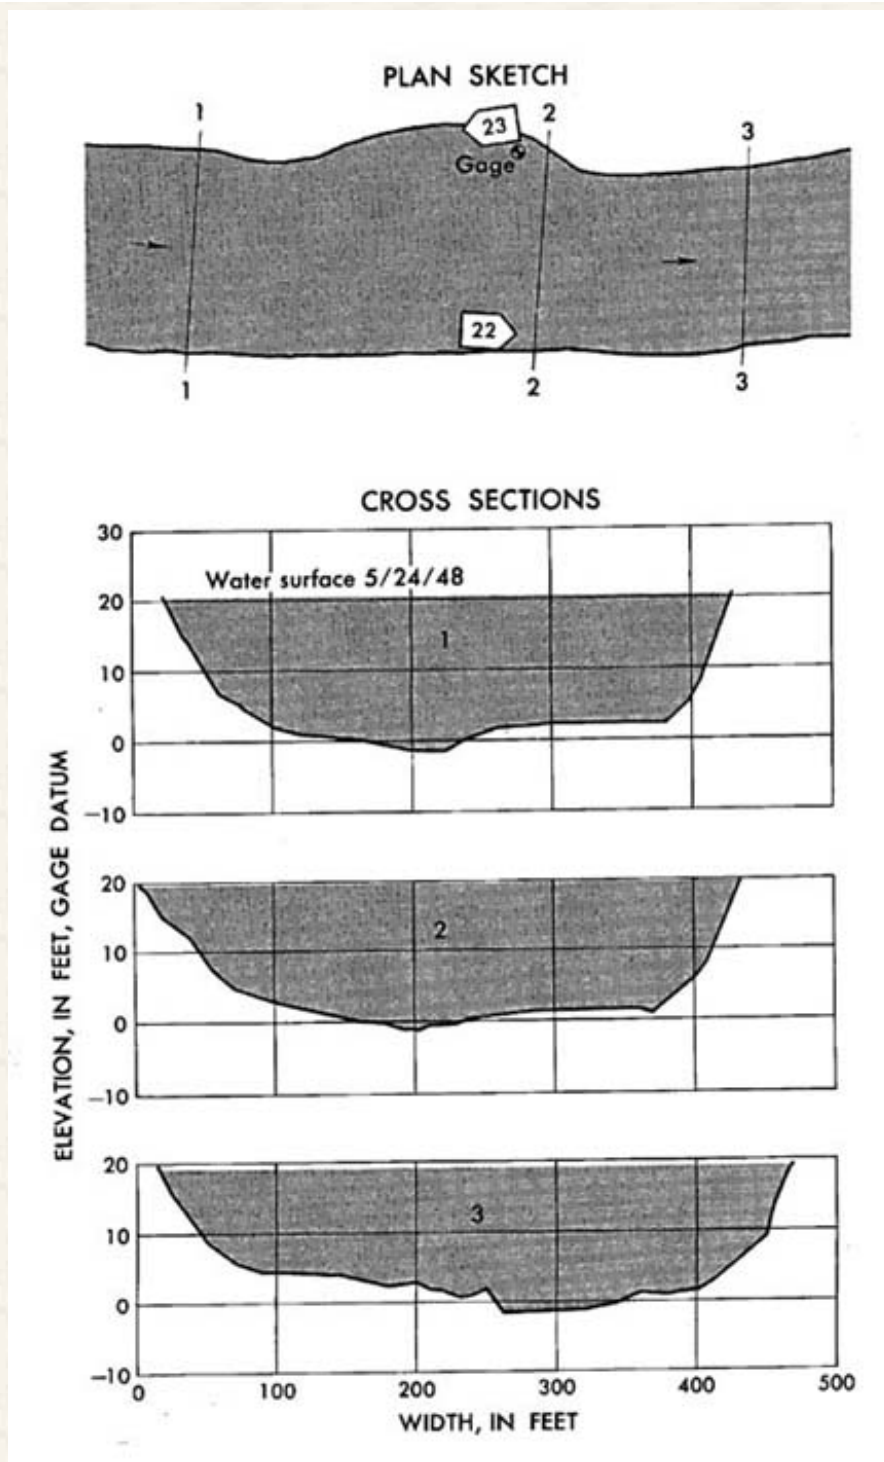 PLAN SKETCH
1 23 2 3
Gage
22
1 2 3
CROSS SECTIONS
30
Water surface 5/24/48
20
1
10
0
−10
ELEVATION, IN FEET, GAGE DATUM
20
2
10
0
−10
20
3
10
0
−10
0 100 200 300 400 500
WIDTH, IN FEET